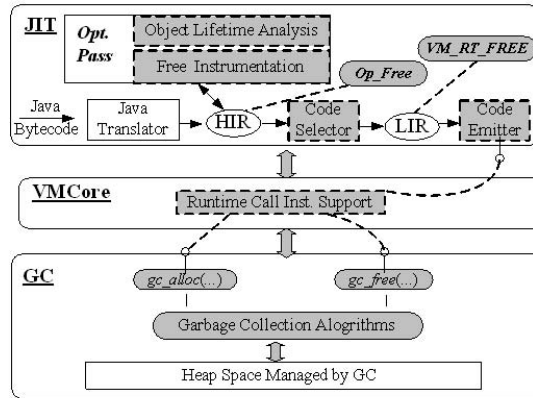 JIT
Opt.
Pass
Object Lifetime Analysis
Free Instrumentation
Op_Free
VM_RT_FREE
Java
Bytecode
Java
Translator
HIR
Code
Selector
LIR
Code
Emitter
VMCore
Runtime Call Inst. Support
GC
gc_alloc(...)
gc_free(...)
Garbage Collection Alogrithms
Heap Space Managed by GC